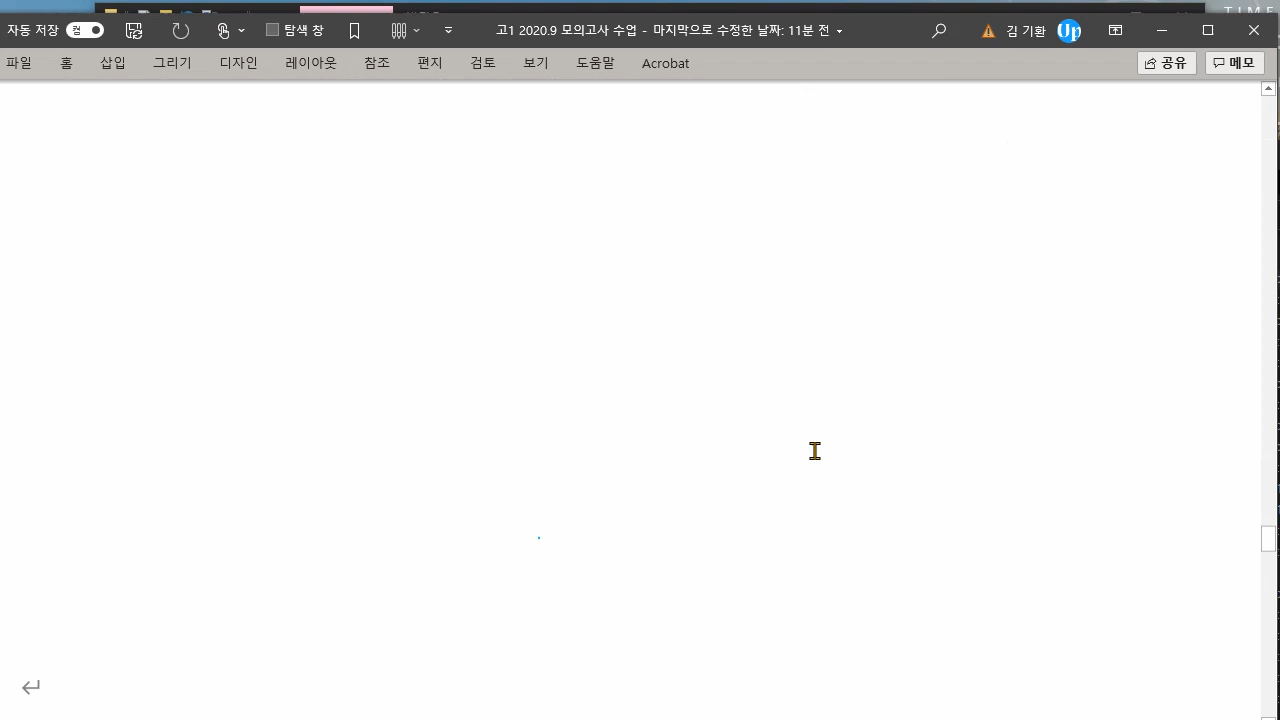 TIME
자동 저장 컴 탐색 창 고1 2020.9 모의고사 수업 - 마지막으로 수정한 날짜: 11분 전 김 기환 Up
파일 홈 삽입 그리기 디자인 레이아웃 참조 편지 검토 보기 도움말 Acrobat 공유 메모